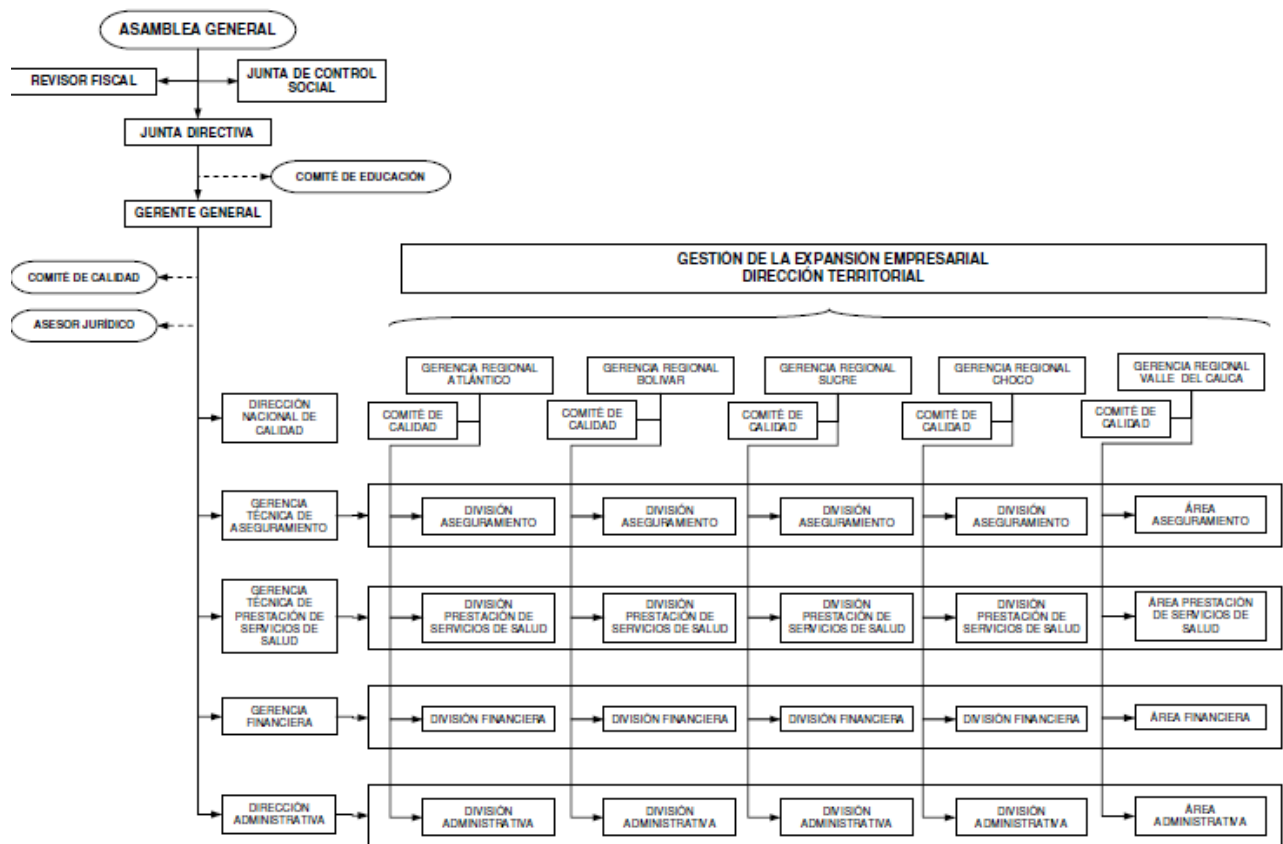 ASAMBLEA GENERAL
REVISOR FISCAL
JUNTA DE CONTROL
SOCIAL
JUNTA DIRECTIVA
COMITÉ DE EDUCACIÓN
GERENTE GENERAL
COMITÉ DE CALIDAD
ASESOR JURÍDICO
GESTIÓN DE LA EXPANSIÓN EMPRESARIAL
DIRECCIÓN TERRITORIAL
GERENCIA REGIONAL
ATLÁNTICO
GERENCIA REGIONAL
BOLIVAR
GERENCIA REGIONAL
SUCRE
GERENCIA REGIONAL
CHOCO
GERENCIA REGIONAL
VALLE DEL CAUCA
COMITÉ DE
CALIDAD
COMITÉ DE
CALIDAD
COMITÉ DE
CALIDAD
COMITÉ DE
CALIDAD
COMITÉ DE
CALIDAD
DIRECCIÓN
NACIONAL DE
CALIDAD
GERENCIA
TÉCNICA DE
ASEGURAMIENTO
DIVISIÓN
ASEGURAMIENTO
DIVISIÓN
ASEGURAMIENTO
DIVISIÓN
ASEGURAMIENTO
DIVISIÓN
ASEGURAMIENTO
ÁREA
ASEGURAMIENTO
GERENCIA
TÉCNICA DE
PRESTACIÓN DE
SERVICIOS DE
SALUD
DIVISIÓN
PRESTACIÓN DE
SERVICIOS DE SALUD
DIVISIÓN
PRESTACIÓN DE
SERVICIOS DE SALUD
DIVISIÓN
PRESTACIÓN DE
SERVICIOS DE SALUD
DIVISIÓN
PRESTACIÓN DE
SERVICIOS DE SALUD
ÁREA PRESTACIÓN
DE SERVICIOS DE
SALUD
GERENCIA
FINANCIERA
DIVISIÓN FINANCIERA
DIVISIÓN FINANCIERA
DIVISIÓN FINANCIERA
DIVISIÓN FINANCIERA
ÁREA FINANCIERA
DIRECCIÓN
ADMINISTRATIVA
DIVISIÓN
ADMINISTRATIVA
DIVISIÓN
ADMINISTRATIVA
DIVISIÓN
ADMINISTRATIVA
DIVISIÓN
ADMINISTRATIVA
ÁREA
ADMINISTRATIVA